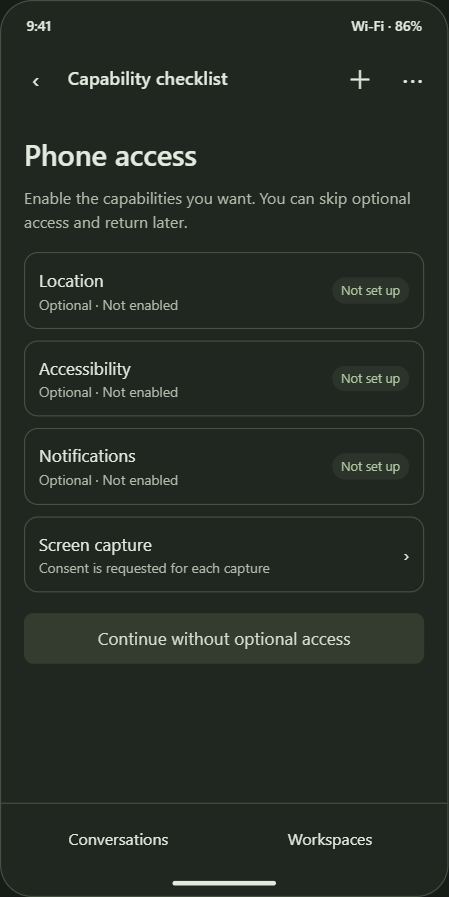 9:41
Wi-Fi · 86%
Capability checklist
Phone access
Enable the capabilities you want. You can skip optional
access and return later.
Location
Optional · Not enabled
Not set up
Accessibility
Optional · Not enabled
Not set up
Notifications
Optional · Not enabled
Not set up
Screen capture
Consent is requested for each capture
Continue without optional access
Conversations
Workspaces